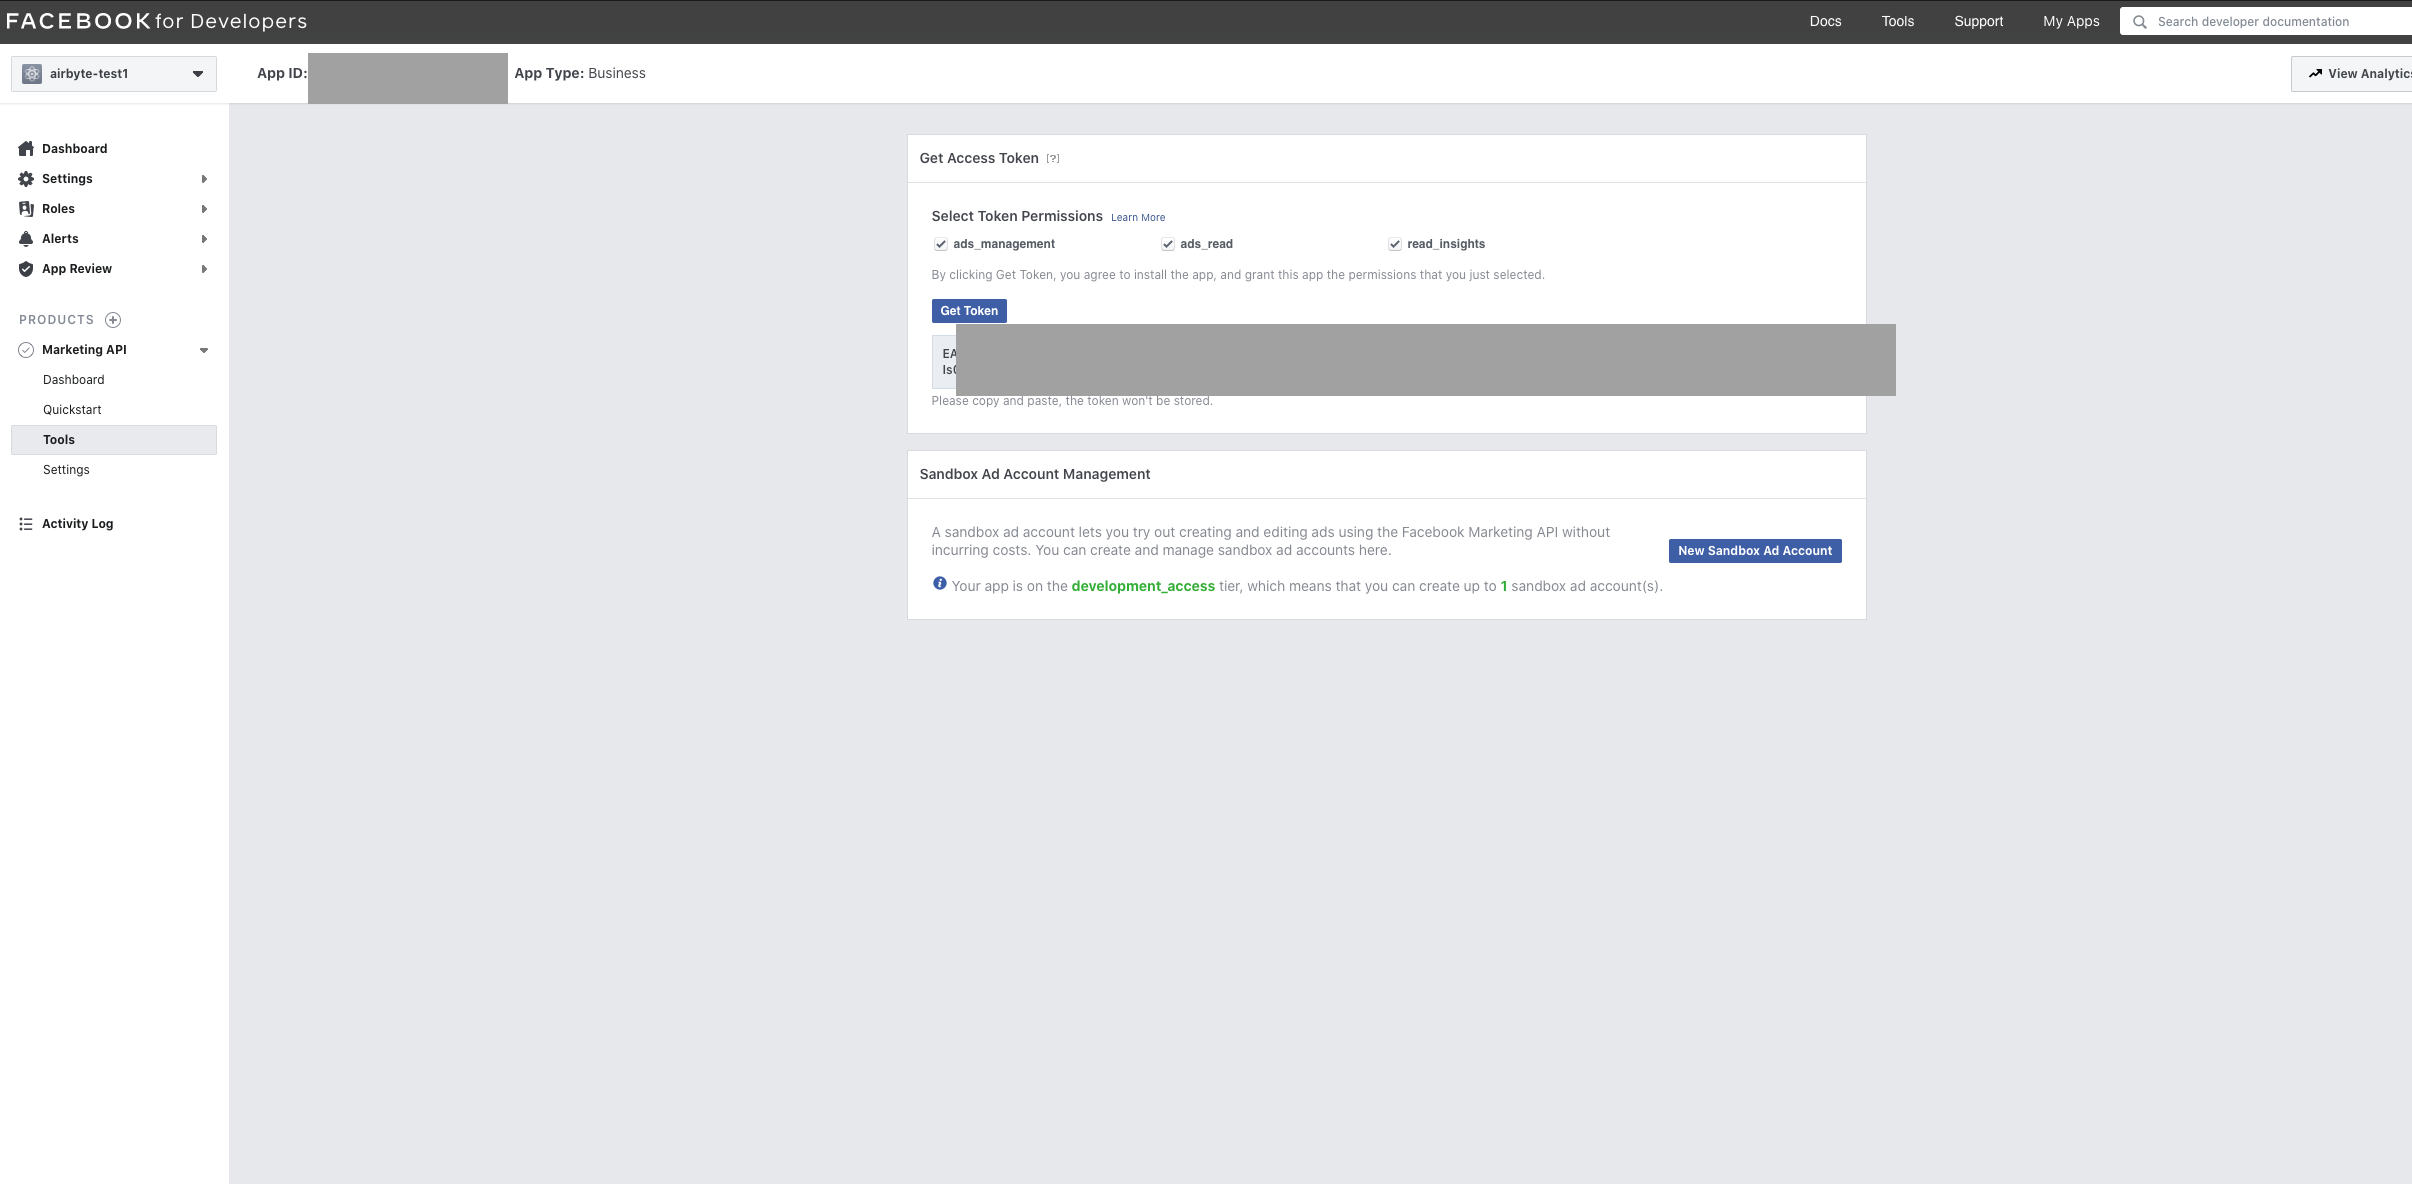 FACEBOOK for Developers
Docs
Tools
Support
My Apps
Search developer documentation
airbyte-test1
App ID:
App Type: Business
View Analytics
Dashboard
Settings
Roles
Alerts
App Review
PRODUCTS
Marketing API
Dashboard
Quickstart
Tools
Settings
Activity Log
Get Access Token [?]
Select Token Permissions Learn More
ads_management
ads_read
read_insights
By clicking Get Token, you agree to install the app, and grant this app the permissions that you just selected.
Get Token
EA
Is
Please copy and paste, the token won't be stored.
Sandbox Ad Account Management
A sandbox ad account lets you try out creating and editing ads using the Facebook Marketing API without
incurring costs. You can create and manage sandbox ad accounts here.
New Sandbox Ad Account
Your app is on the development_access tier, which means that you can create up to 1 sandbox ad account(s).